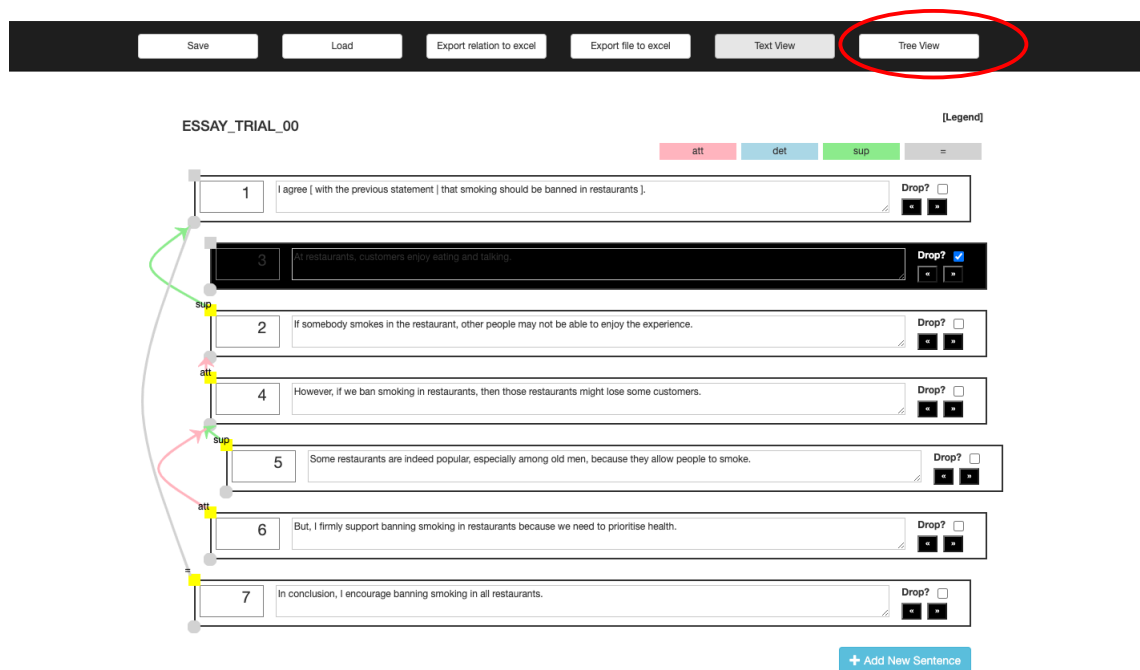 Save Load Export relation to excel Export file to excel Text View Tree View
[Legend]
ESSAY_TRIAL_00
att det sup =
1 I agree [ with the previous statement | that smoking should be banned in restaurants ]. Drop?
« »
3 At restaurants, customers enjoy eating and talking. Drop?
« »
sup
2 If somebody smokes in the restaurant, other people may not be able to enjoy the experience. Drop?
« »
att
4 However, if we ban smoking in restaurants, then those restaurants might lose some customers. Drop?
« »
sup
5 Some restaurants are indeed popular, especially among old men, because they allow people to smoke. Drop?
« »
att
6 But, I firmly support banning smoking in restaurants because we need to prioritise health. Drop?
« »
=
7 In conclusion, I encourage banning smoking in all restaurants. Drop?
« »
+ Add New Sentence